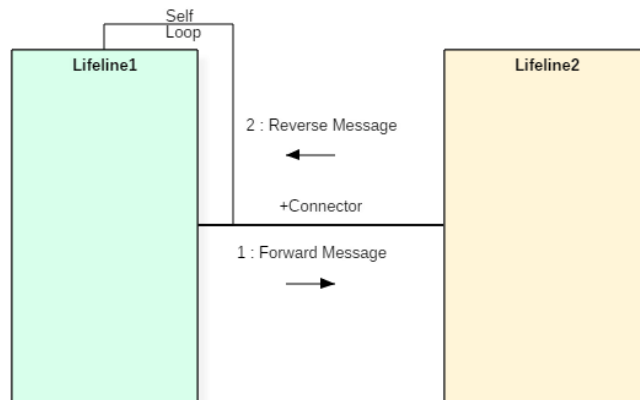 Self
Loop
Lifeline1
Lifeline2
2 : Reverse Message
+Connector
1 : Forward Message